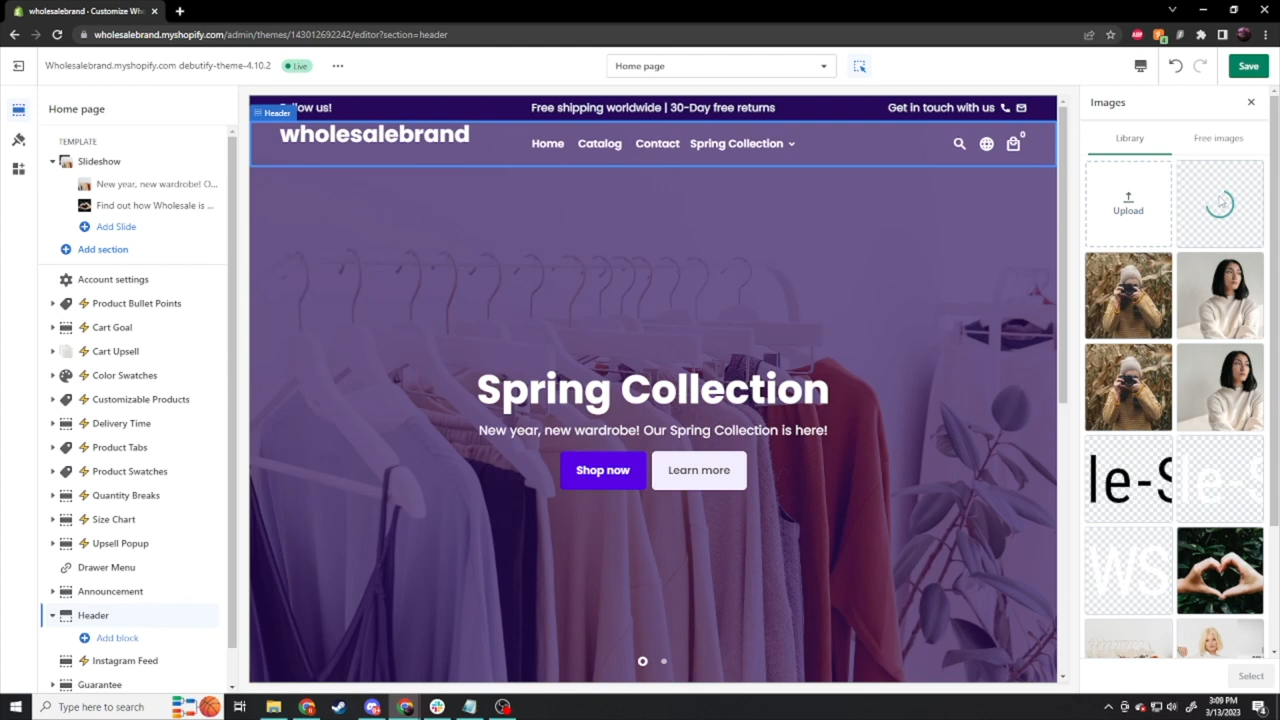 wholesalebrand - Customize Wh
wholesalebrand.myshopify.com/admin/themes/143012692242/editor?section=header
Wholesalebrand.myshopify.com debutify-theme-4.10.2
Live
Home page
Save
Home page
TEMPLATE
Slideshow
New year, new wardrobe! O...
Find out how Wholesale is ...
Add Slide
Add section
Account settings
Product Bullet Points
Cart Goal
Cart Upsell
Color Swatches
Customizable Products
Delivery Time
Product Tabs
Product Swatches
Quantity Breaks
Size Chart
Upsell Popup
Drawer Menu
Announcement
Header
Add block
Instagram Feed
Guarantee
llow us!
Free shipping worldwide | 30-Day free returns
Get in touch with us
Header
wholesalebrand
Home
Catalog
Contact
Spring Collection
0
Spring Collection
New year, new wardrobe! Our Spring Collection is here!
Shop now
Learn more
Images
Library
Free images
Upload
le-S
le-S
WS
Select
Type here to search
3:09 PM
3/13/2023